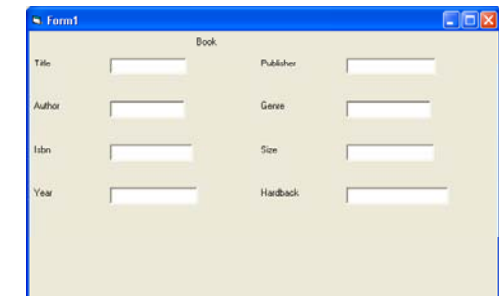 Form1
Book
Title Publisher
Author Genre
Isbn Size
Year Hardback